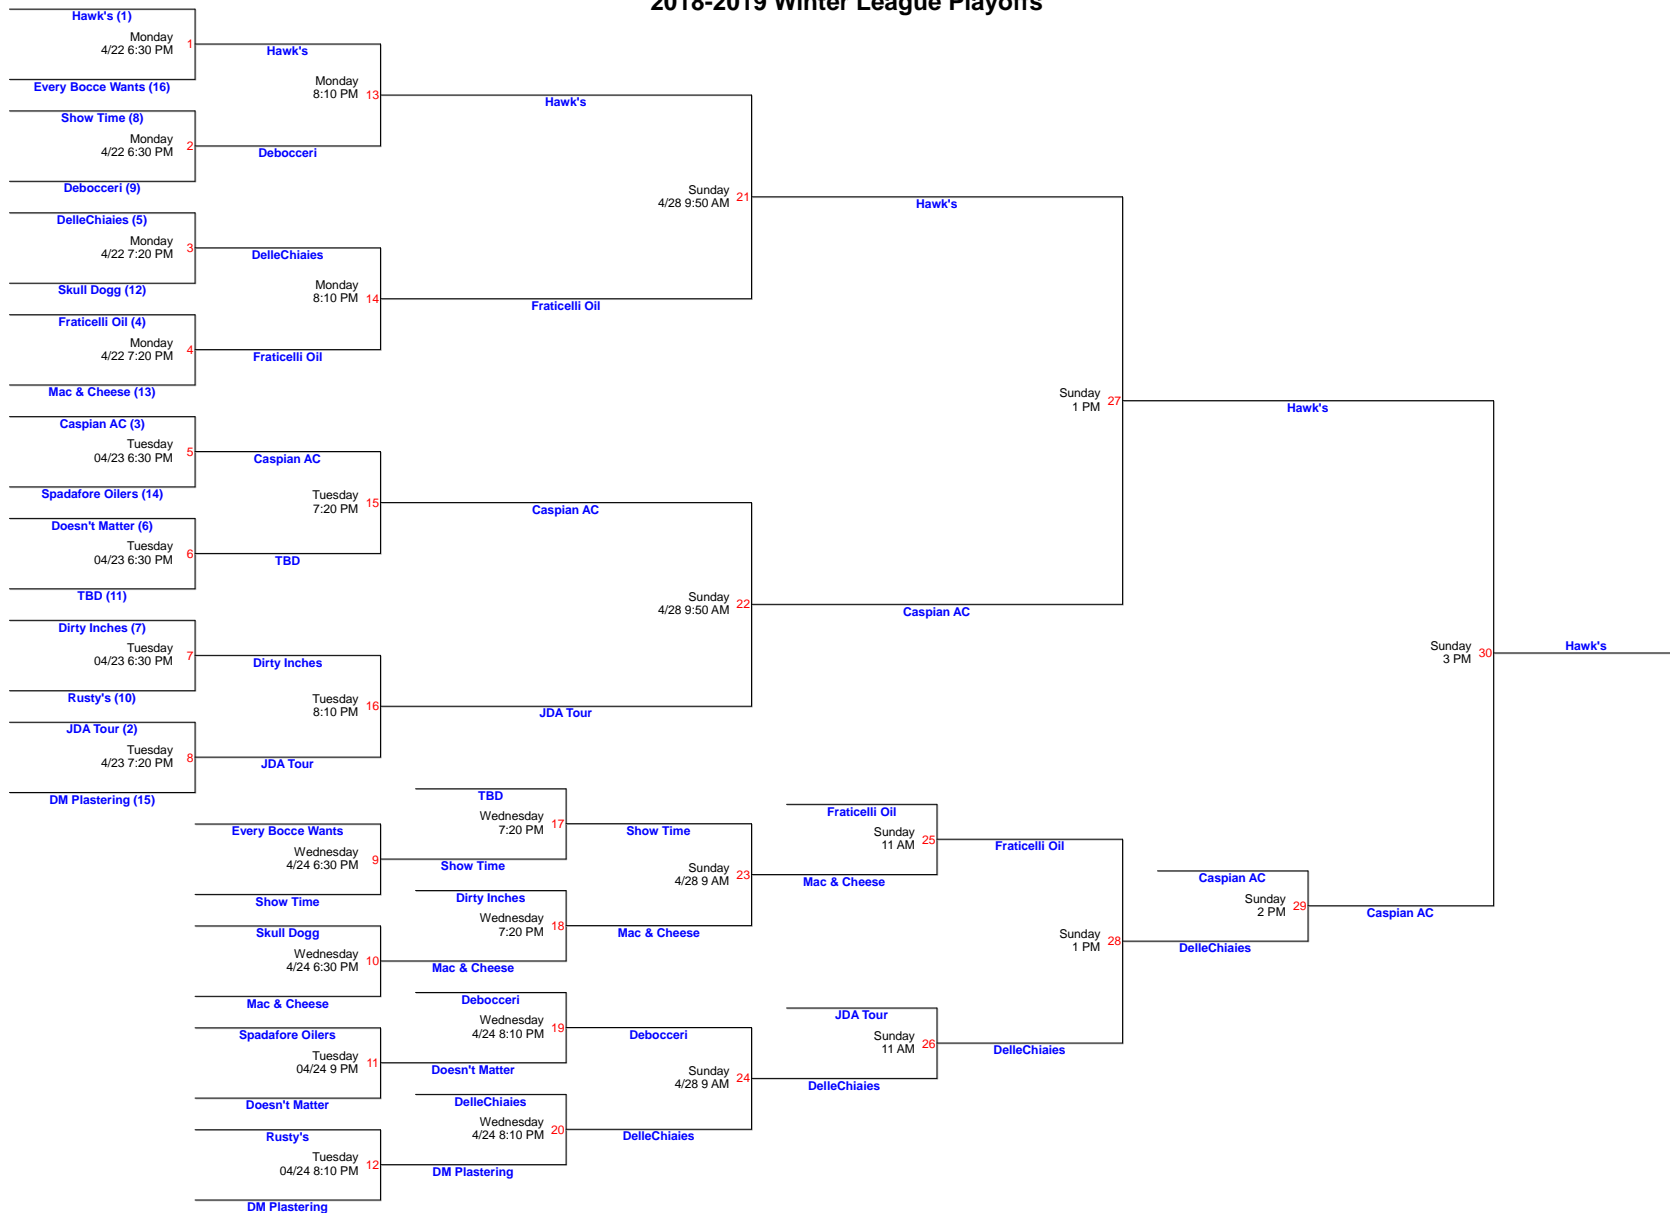 2018-2019 Winter League Playoffs
Hawk's (1)
Monday
4/22 6:30 PM
1
Every Bocce Wants (16)
Hawk's
Show Time (8)
Monday
4/22 6:30 PM
2
Debocceri (9)
Debocceri
Monday
8:10 PM
13
Hawk's
DelleChiaies (5)
Monday
4/22 7:20 PM
3
Skull Dogg (12)
DelleChiaies
Fraticelli Oil (4)
Monday
4/22 7:20 PM
4
Mac & Cheese (13)
Fraticelli Oil
Monday
8:10 PM
14
Fraticelli Oil
Sunday
4/28 9:50 AM
21
Hawk's
Caspian AC (3)
Tuesday
04/23 6:30 PM
5
Spadafore Oilers (14)
Caspian AC
Doesn't Matter (6)
Tuesday
04/23 6:30 PM
6
TBD (11)
TBD
Tuesday
7:20 PM
15
Caspian AC
Dirty Inches (7)
Tuesday
04/23 6:30 PM
7
Rusty's (10)
Dirty Inches
JDA Tour (2)
Tuesday
4/23 7:20 PM
8
DM Plastering (15)
JDA Tour
Tuesday
8:10 PM
16
JDA Tour
Sunday
4/28 9:50 AM
22
Caspian AC
Sunday
1 PM
27
Hawk's
Every Bocce Wants
Wednesday
4/24 6:30 PM
9
Show Time
TBD
Wednesday
7:20 PM
17
Show Time
Show Time
Skull Dogg
Wednesday
4/24 6:30 PM
10
Mac & Cheese
Dirty Inches
Wednesday
7:20 PM
18
Mac & Cheese
Mac & Cheese
Sunday
4/28 9 AM
23
Mac & Cheese
Fraticelli Oil
Sunday
11 AM
25
Fraticelli Oil
Spadafore Oilers
Tuesday
04/24 9 PM
11
Doesn't Matter
Debocceri
Wednesday
4/24 8:10 PM
19
Doesn't Matter
Debocceri
Rusty's
Tuesday
04/24 8:10 PM
12
DM Plastering
DelleChiaies
Wednesday
4/24 8:10 PM
20
DM Plastering
DelleChiaies
Sunday
4/28 9 AM
24
DelleChiaies
JDA Tour
Sunday
11 AM
26
DelleChiaies
Sunday
1 PM
28
DelleChiaies
Caspian AC
Sunday
2 PM
29
Caspian AC
Sunday
3 PM
30
Hawk's